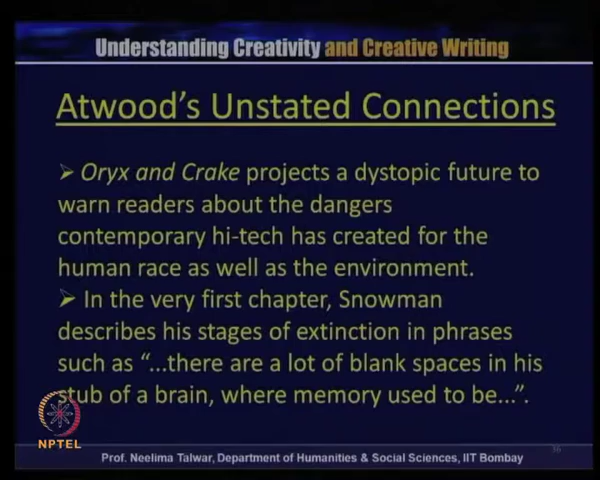 Understanding Creativity and Creative Writing
Atwood's Unstated Connections
➢ Oryx and Crake projects a dystopic future to
warn readers about the dangers
contemporary hi-tech has created for the
human race as well as the environment.
➢ In the very first chapter, Snowman
describes his stages of extinction in phrases
such as “...there are a lot of blank spaces in his
stub of a brain, where memory used to be...”.
NPTEL
36
Prof. Neelima Talwar, Department of Humanities & Social Sciences, IIT Bombay